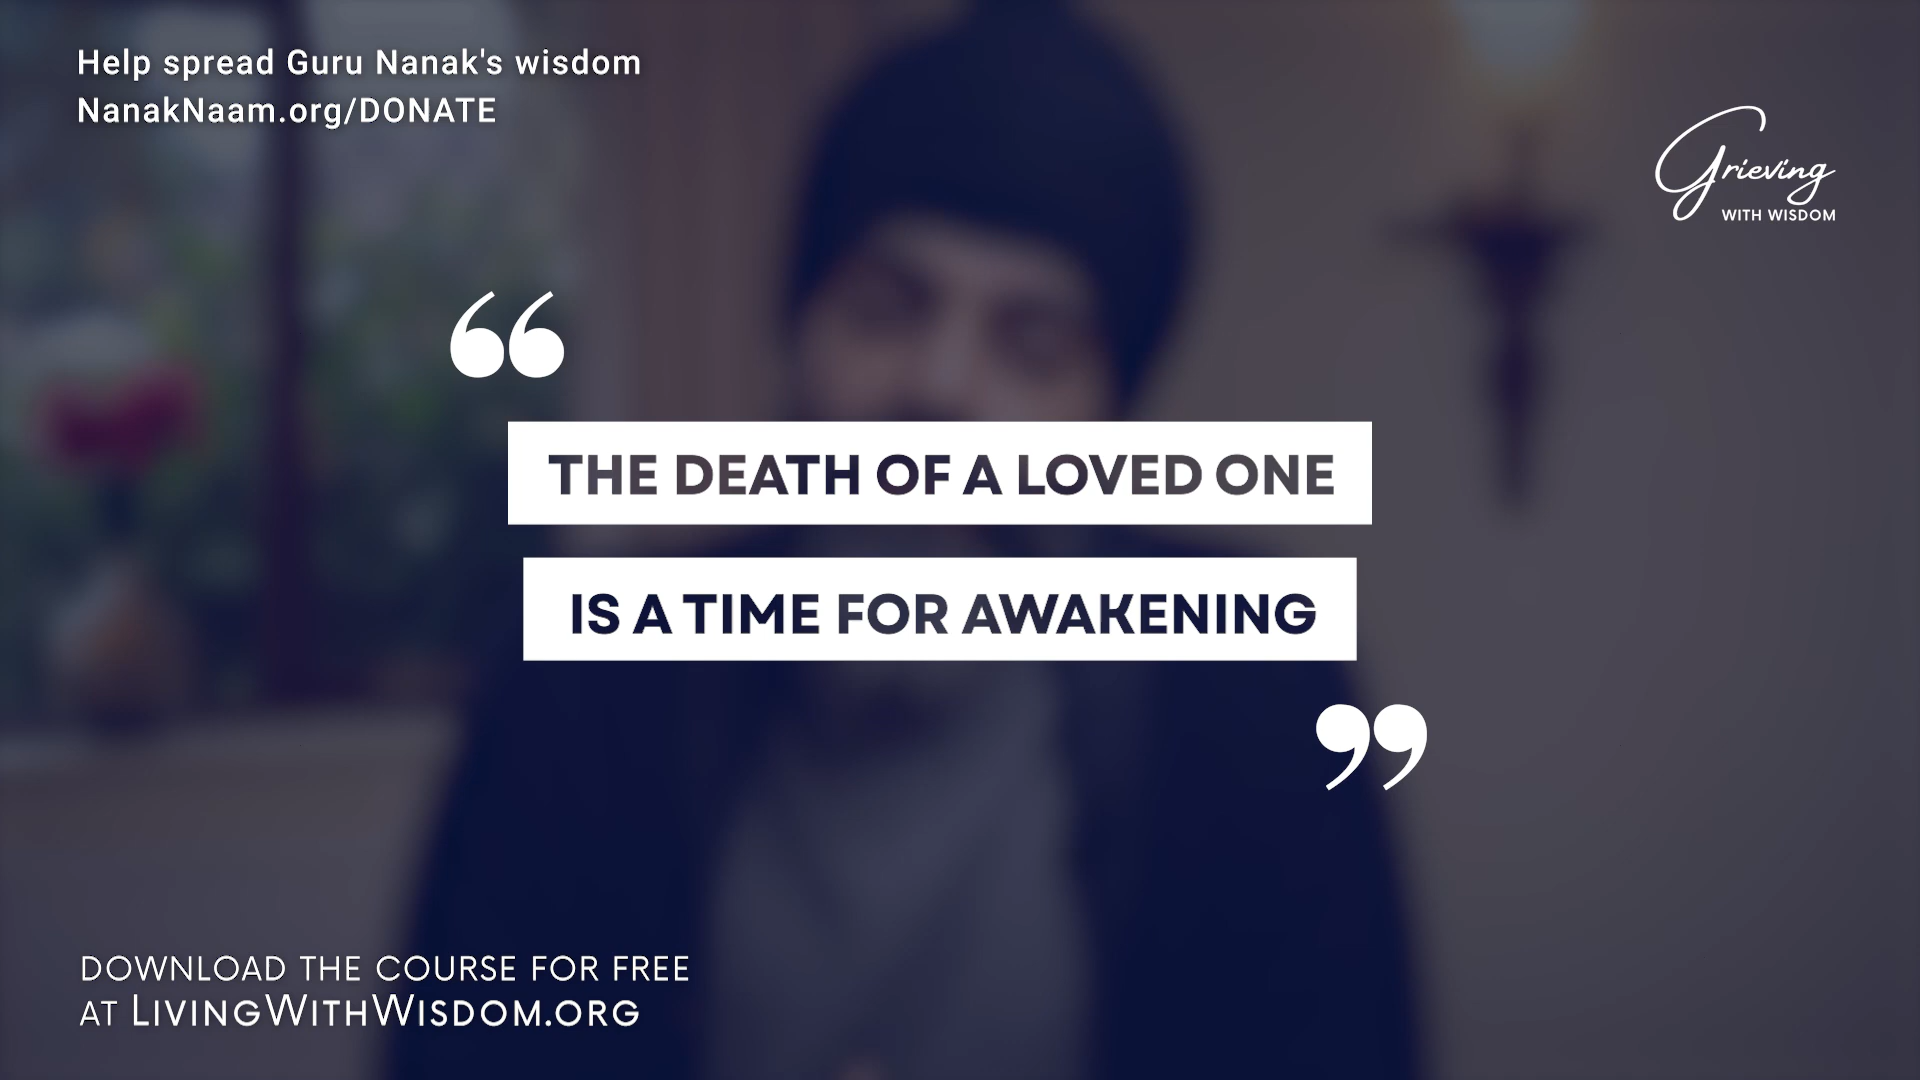 Help spread Guru Nanak's wisdom
NanakNaam.org/DONATE
Grieving
WITH WISDOM
“
THE DEATH OF A LOVED ONE
IS A TIME FOR AWAKENING
”
DOWNLOAD THE COURSE FOR FREE
AT LIVINGWITHWISDOM.ORG